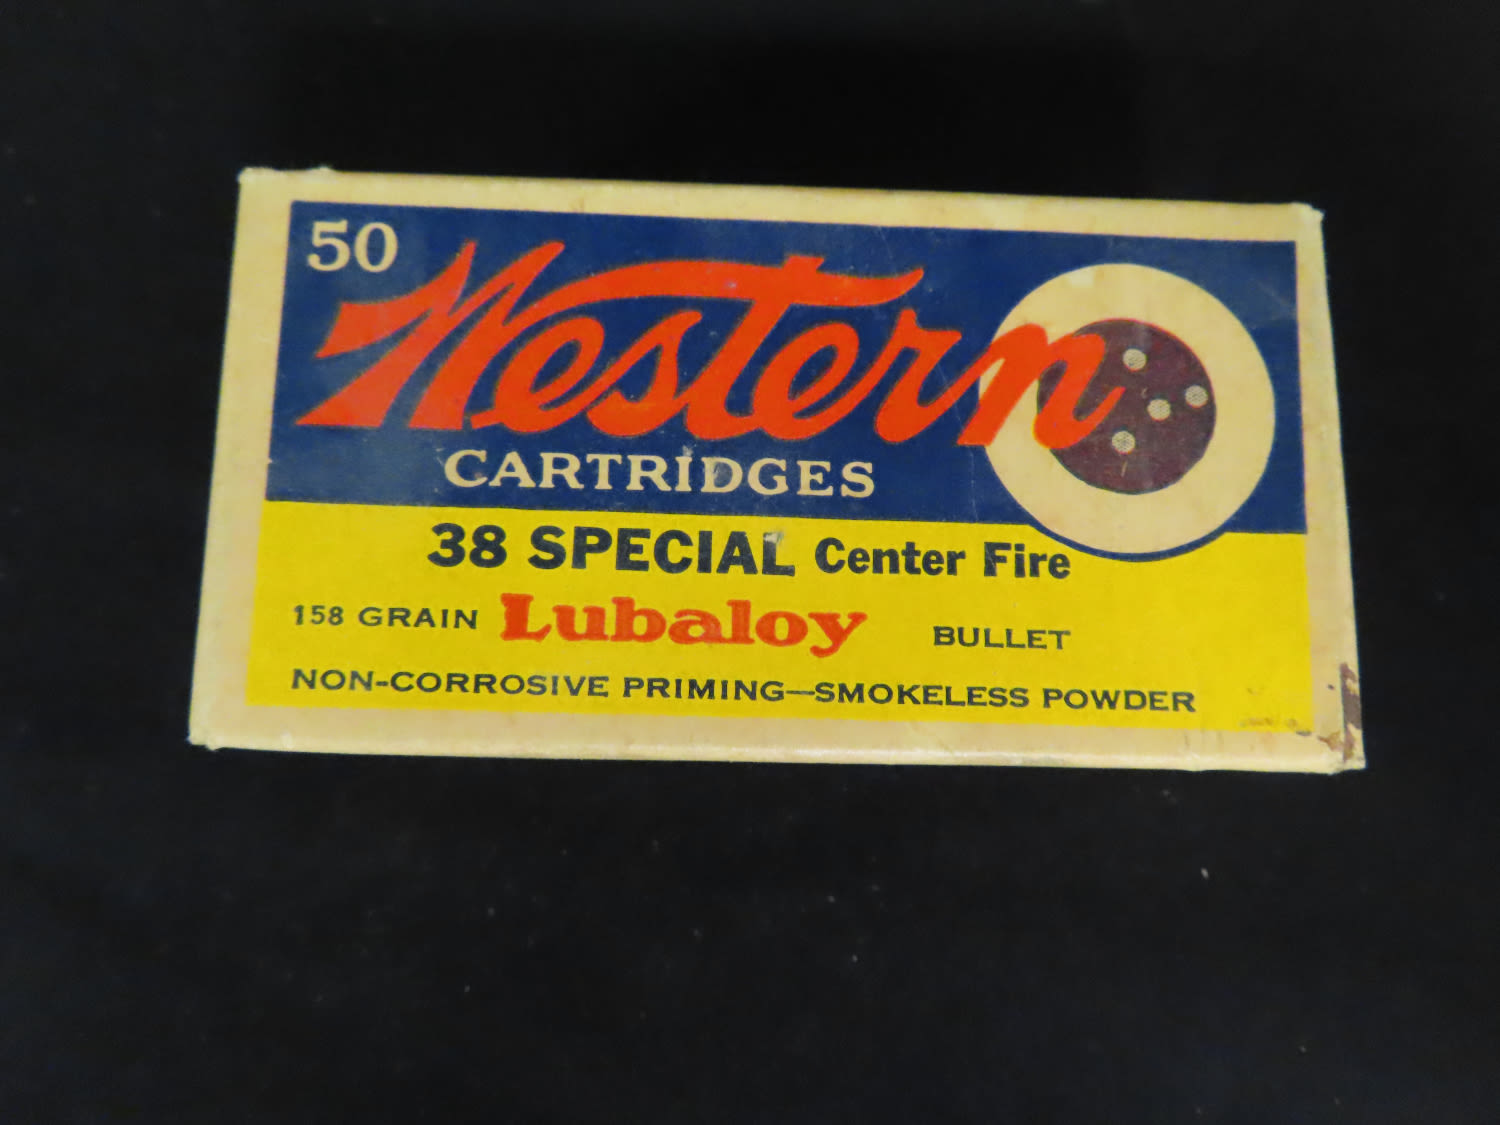 50
Western
CARTRIDGES
38 SPECIAL Center Fire
158 GRAIN Lubaloy BULLET
NON-CORROSIVE PRIMING—SMOKELESS POWDER